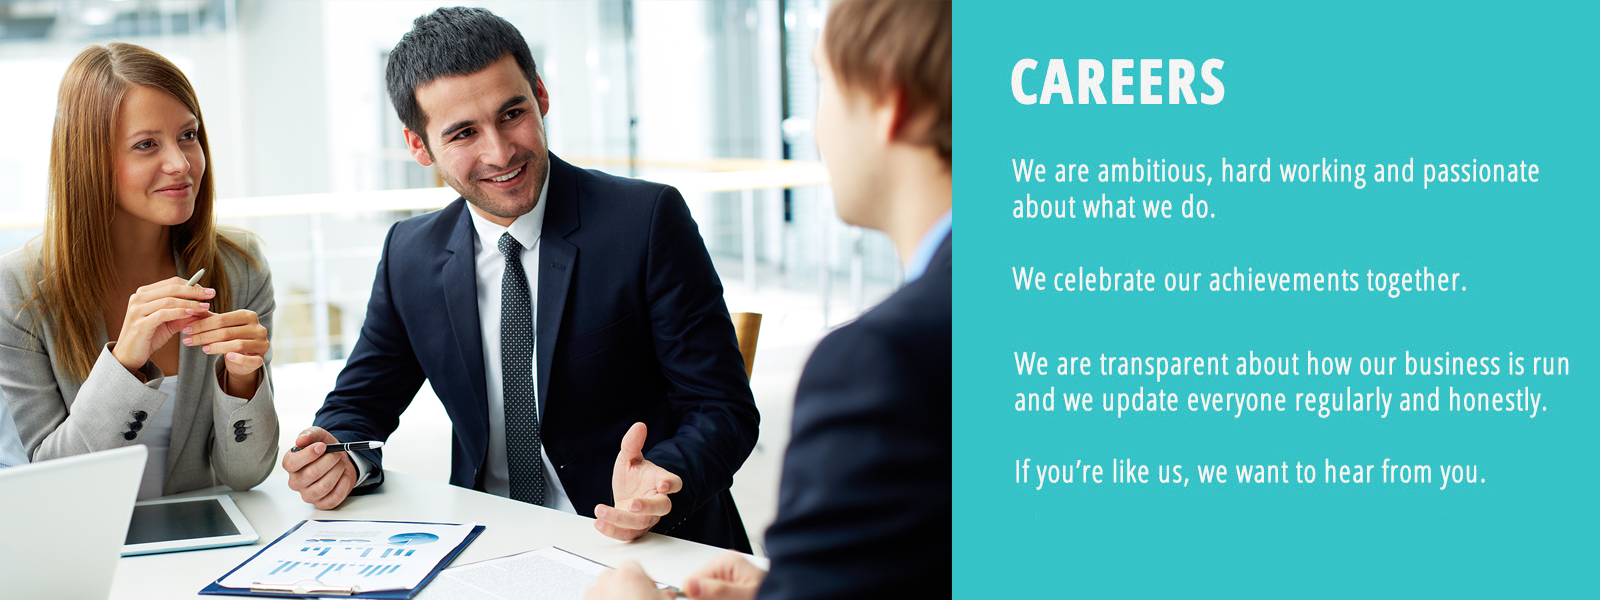 CAREERS
We are ambitious, hard working and passionate
about what we do.
We celebrate our achievements together.
We are transparent about how our business is run
and we update everyone regularly and honestly.
If you’re like us, we want to hear from you.